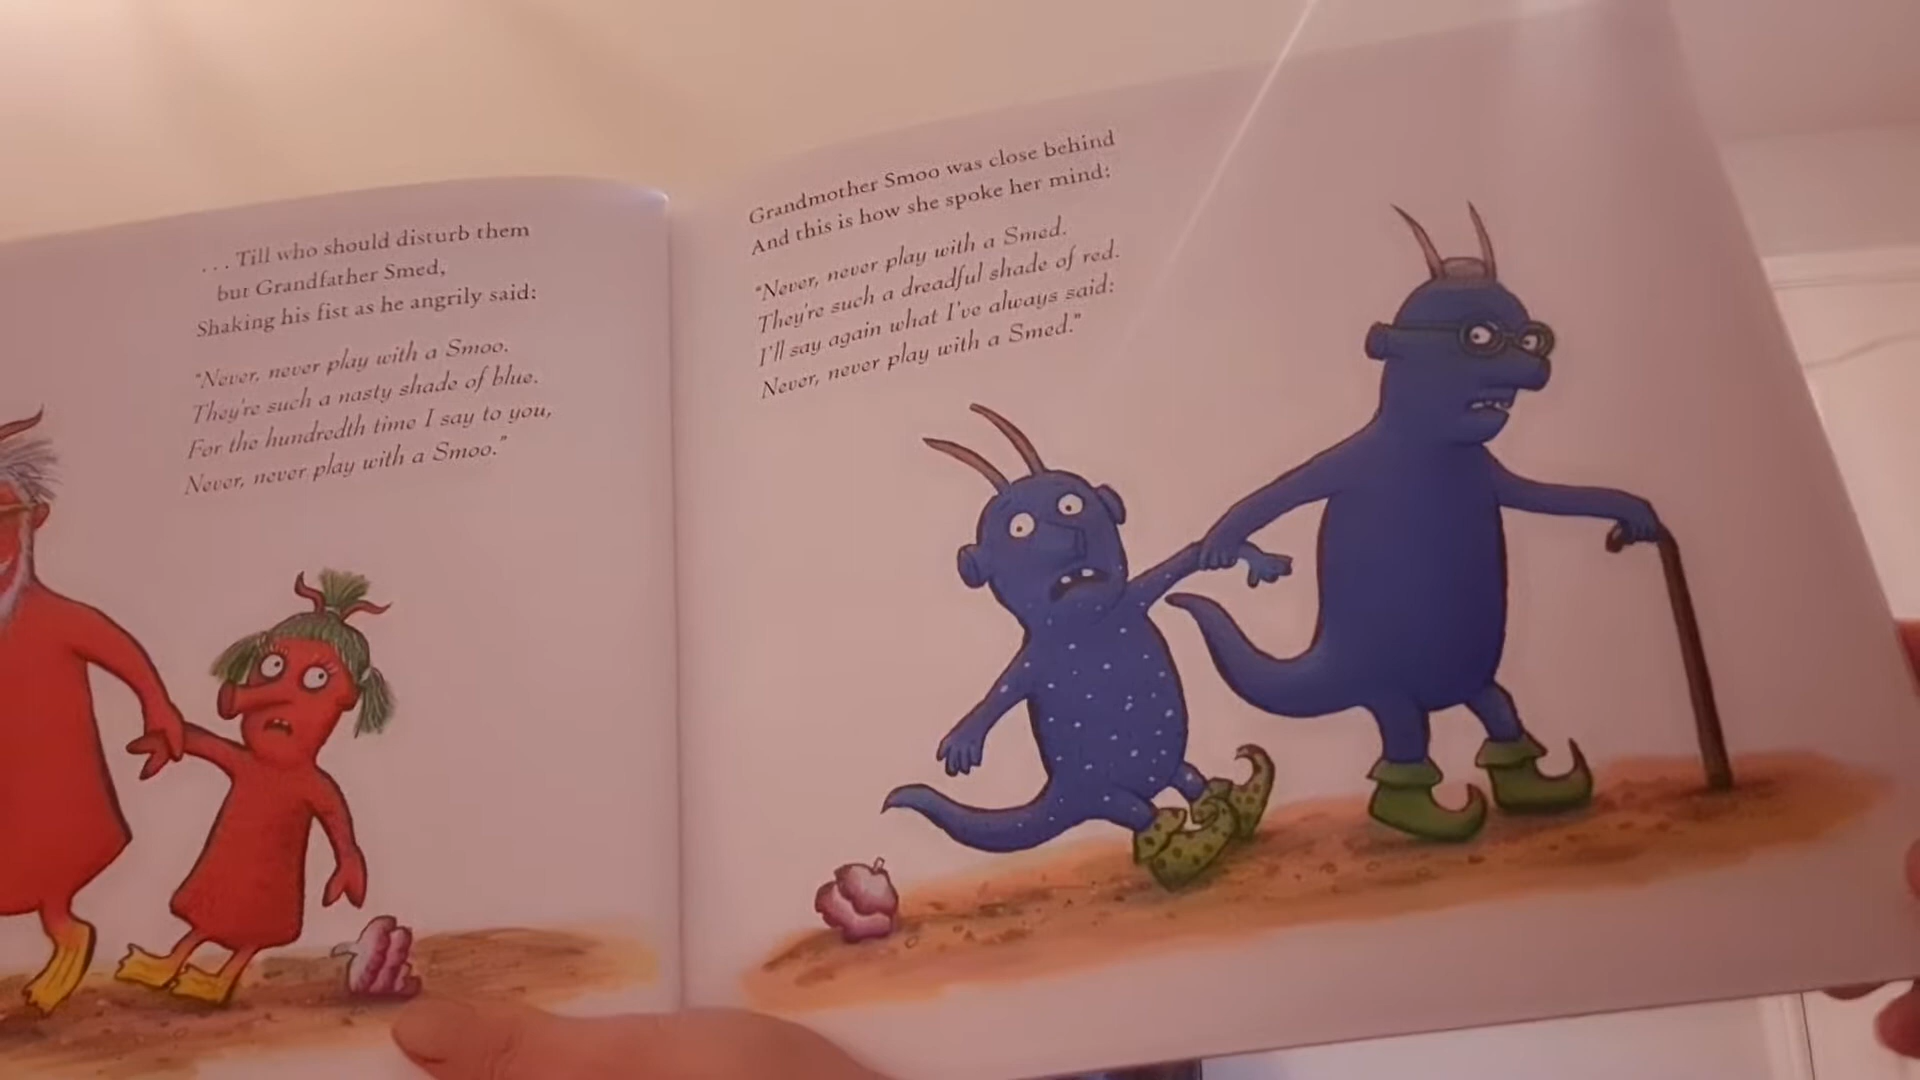 . . . Till who should disturb them
but Grandfather Smed,
Shaking his fist as he angrily said:
"Never, never play with a Smoo.
They're such a nasty shade of blue.
For the hundredth time I say to you,
Never, never play with a Smoo."
Grandmother Smoo was close behind
And this is how she spoke her mind:
"Never, never play with a Smed.
They're such a dreadful shade of red.
I'll say again what I've always said:
Never, never play with a Smed."